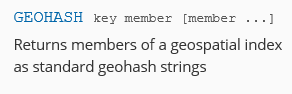 GEOHASH key member [member ...]
Returns members of a geospatial index
as standard geohash strings